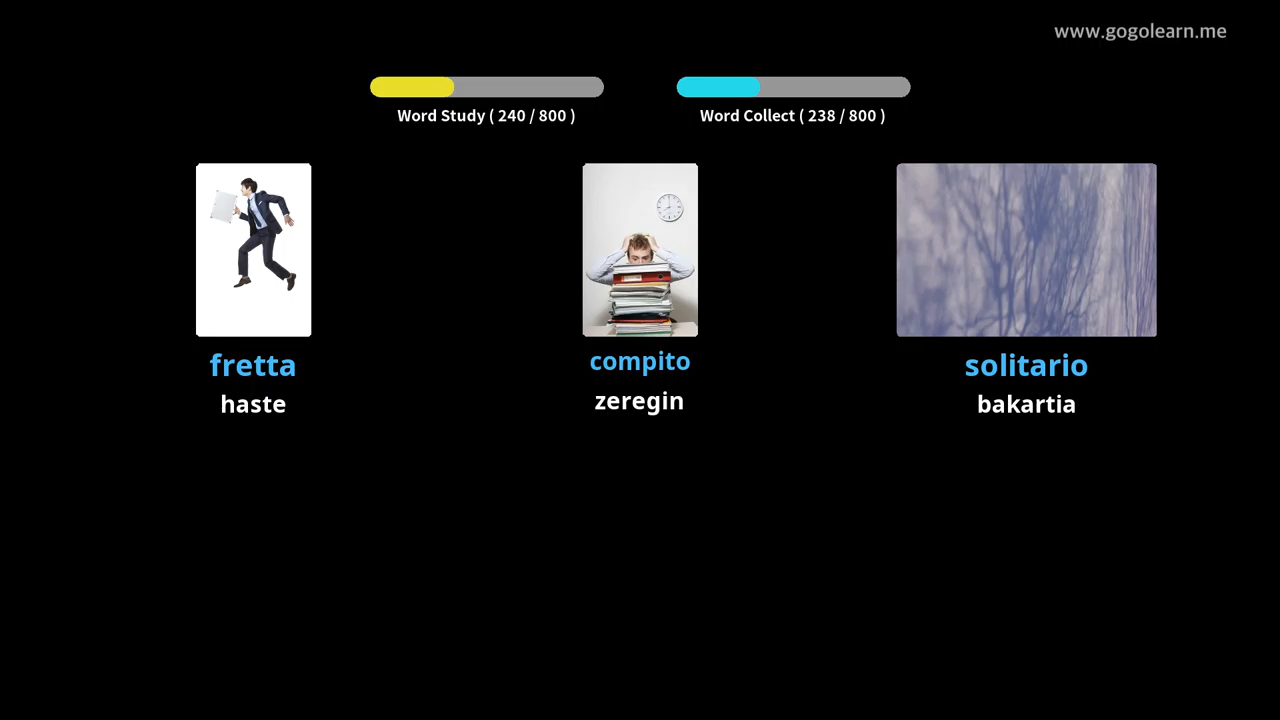 www.gogolearn.me
Word Study ( 240 / 800 )
Word Collect ( 238 / 800 )
fretta
haste
compito
zeregin
solitario
bakartia